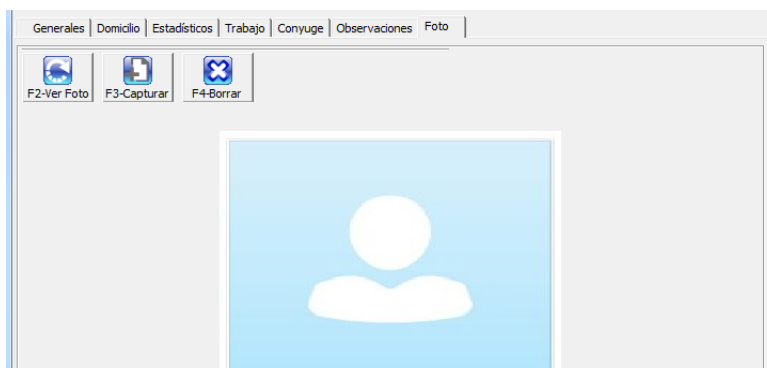 Generales Domicilio Estadísticos Trabajo Conyuge Observaciones Foto
F2-Ver Foto F3-Capturar F4-Borrar